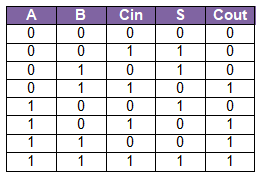 A B Cin S Cout
0 0 0 0 0
0 0 1 1 0
0 1 0 1 0
0 1 1 0 1
1 0 0 1 0
1 0 1 0 1
1 1 0 0 1
1 1 1 1 1